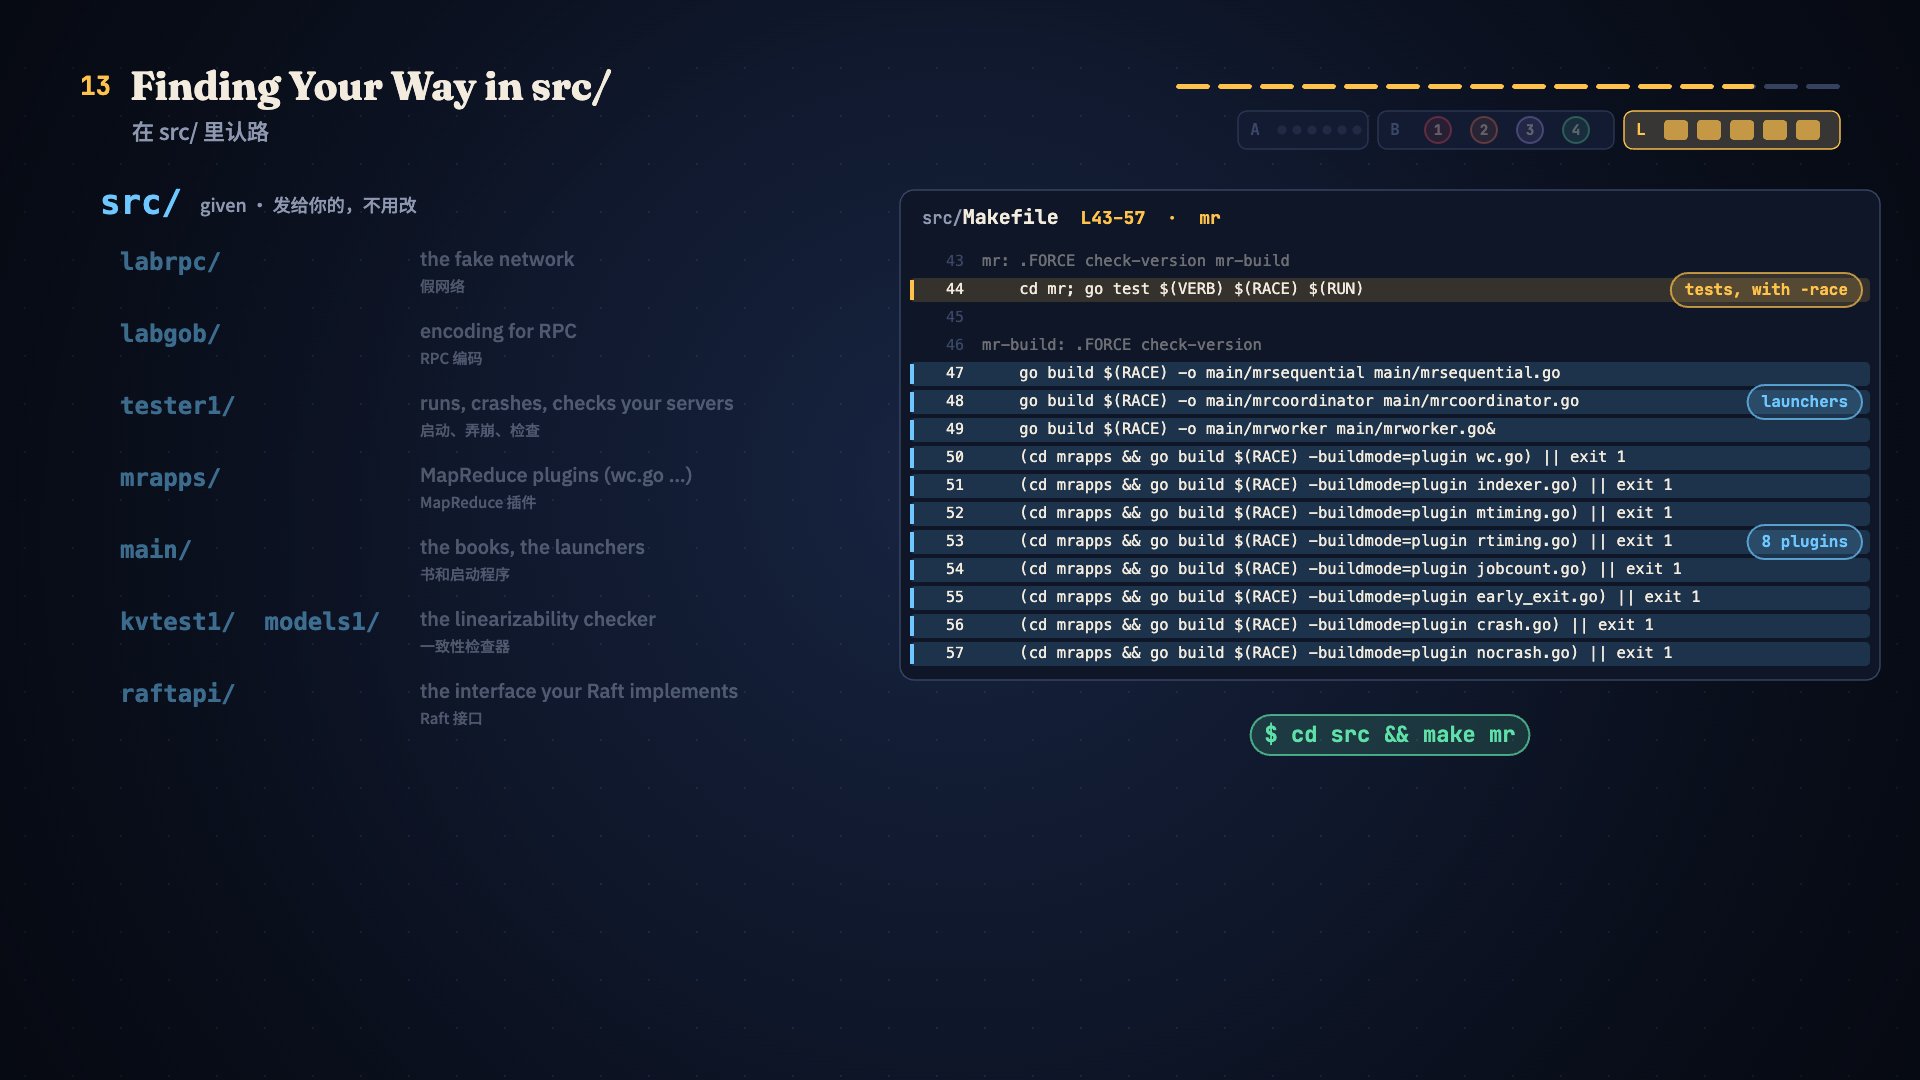 13 Finding Your Way in src/
在 src/ 里认路
A B 1 2 3 4 L
src/ given · 发给你的，不用改
labrpc/ the fake network
假网络
labgob/ encoding for RPC
RPC 编码
tester1/ runs, crashes, checks your servers
启动、弄崩、检查
mrapps/ MapReduce plugins (wc.go ...)
MapReduce 插件
main/ the books, the launchers
书和启动程序
kvtest1/ models1/ the linearizability checker
一致性检查器
raftapi/ the interface your Raft implements
Raft 接口
src/Makefile L43-57 · mr
43 mr: .FORCE check-version mr-build
44 cd mr; go test $(VERB) $(RACE) $(RUN) tests, with -race
45
46 mr-build: .FORCE check-version
47 go build $(RACE) -o main/mrsequential main/mrsequential.go
48 go build $(RACE) -o main/mrcoordinator main/mrcoordinator.go launchers
49 go build $(RACE) -o main/mrworker main/mrworker.go&
50 (cd mrapps && go build $(RACE) -buildmode=plugin wc.go) || exit 1
51 (cd mrapps && go build $(RACE) -buildmode=plugin indexer.go) || exit 1
52 (cd mrapps && go build $(RACE) -buildmode=plugin mtiming.go) || exit 1
53 (cd mrapps && go build $(RACE) -buildmode=plugin rtiming.go) || exit 1 8 plugins
54 (cd mrapps && go build $(RACE) -buildmode=plugin jobcount.go) || exit 1
55 (cd mrapps && go build $(RACE) -buildmode=plugin early_exit.go) || exit 1
56 (cd mrapps && go build $(RACE) -buildmode=plugin crash.go) || exit 1
57 (cd mrapps && go build $(RACE) -buildmode=plugin nocrash.go) || exit 1
$ cd src && make mr